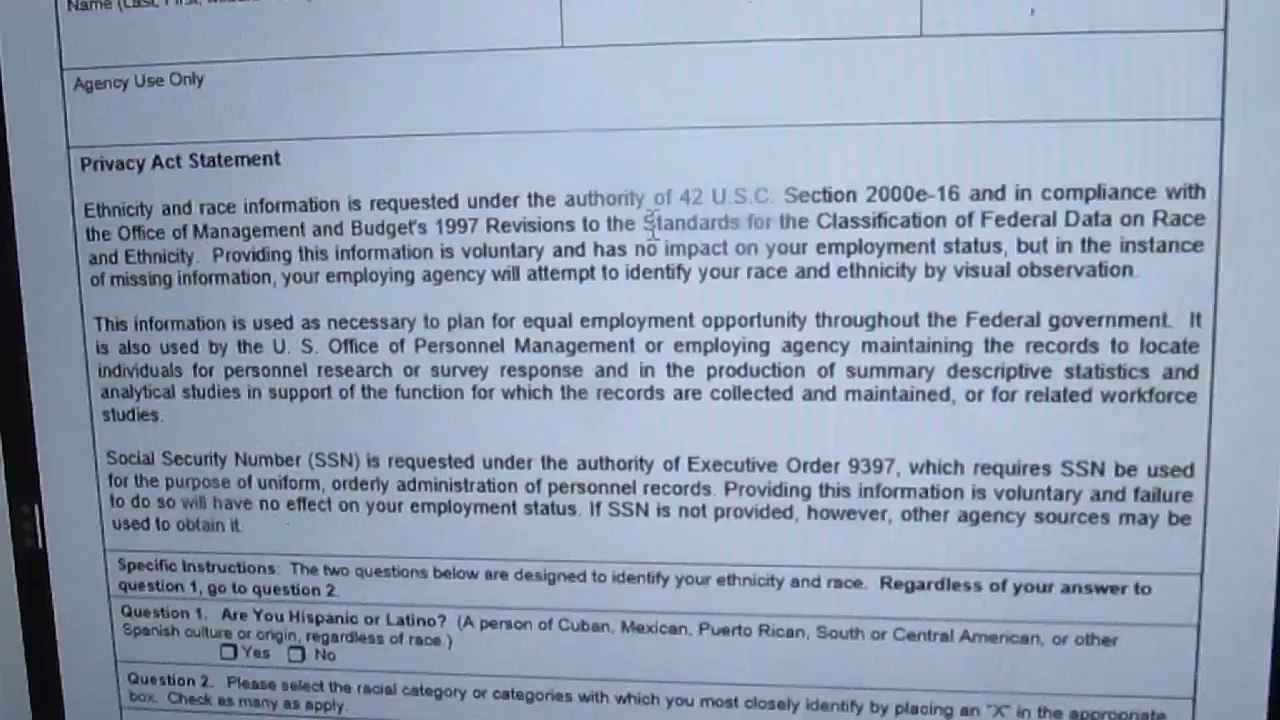 Name (Last, First,
Agency Use Only
Privacy Act Statement
Ethnicity and race information is requested under the authority of 42 U.S.C. Section 2000e-16 and in compliance with
the Office of Management and Budget's 1997 Revisions to the Standards for the Classification of Federal Data on Race
and Ethnicity. Providing this information is voluntary and has no impact on your employment status, but in the instance
of missing information, your employing agency will attempt to identify your race and ethnicity by visual observation.
This information is used as necessary to plan for equal employment opportunity throughout the Federal government. It
is also used by the U. S. Office of Personnel Management or employing agency maintaining the records to locate
individuals for personnel research or survey response and in the production of summary descriptive statistics and
analytical studies in support of the function for which the records are collected and maintained, or for related workforce
studies.
Social Security Number (SSN) is requested under the authority of Executive Order 9397, which requires SSN be used
for the purpose of uniform, orderly administration of personnel records. Providing this information is voluntary and failure
to do so will have no effect on your employment status. If SSN is not provided, however, other agency sources may be
used to obtain it.
Specific Instructions: The two questions below are designed to identify your ethnicity and race. Regardless of your answer to
question 1, go to question 2.
Question 1. Are You Hispanic or Latino? (A person of Cuban, Mexican, Puerto Rican, South or Central American, or other
Spanish culture or origin, regardless of race.)
Yes No
Question 2. Please select the racial category or categories with which you most closely identify by placing an "X" in the appropriate
box. Check as many as apply.